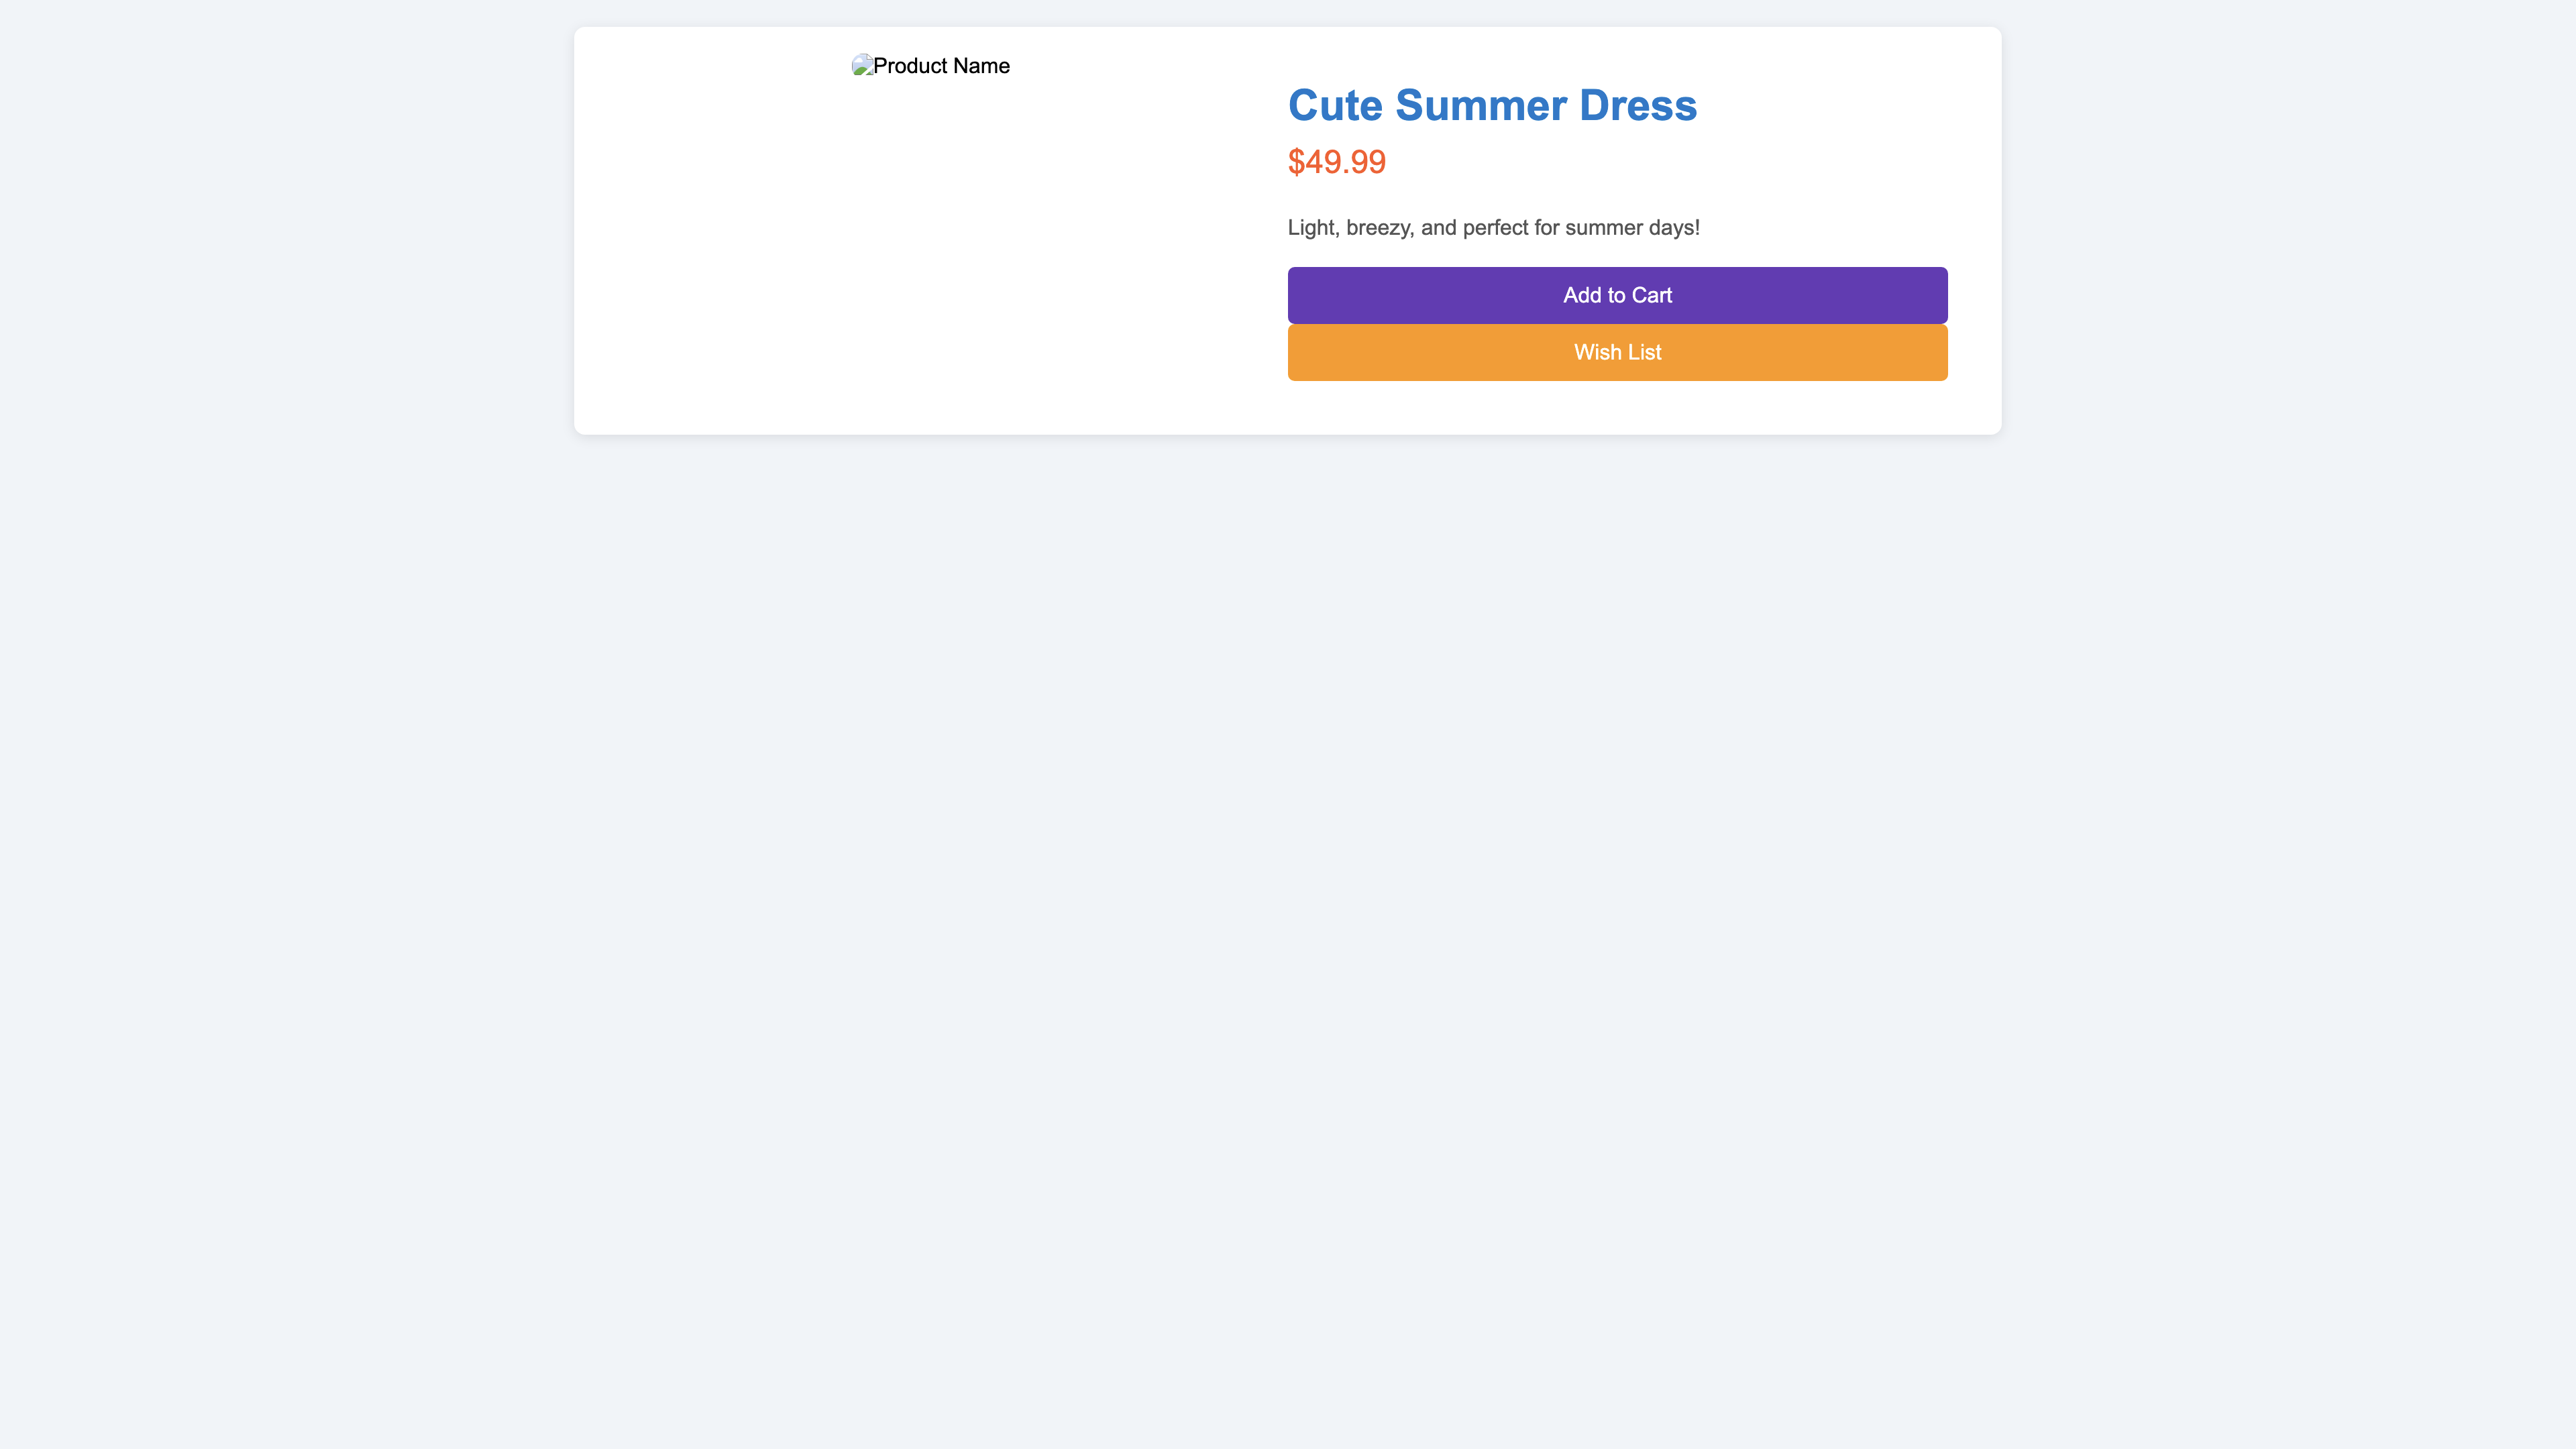 Product Name
Cute Summer Dress
$49.99
Light, breezy, and perfect for summer days!
Add to Cart
Wish List